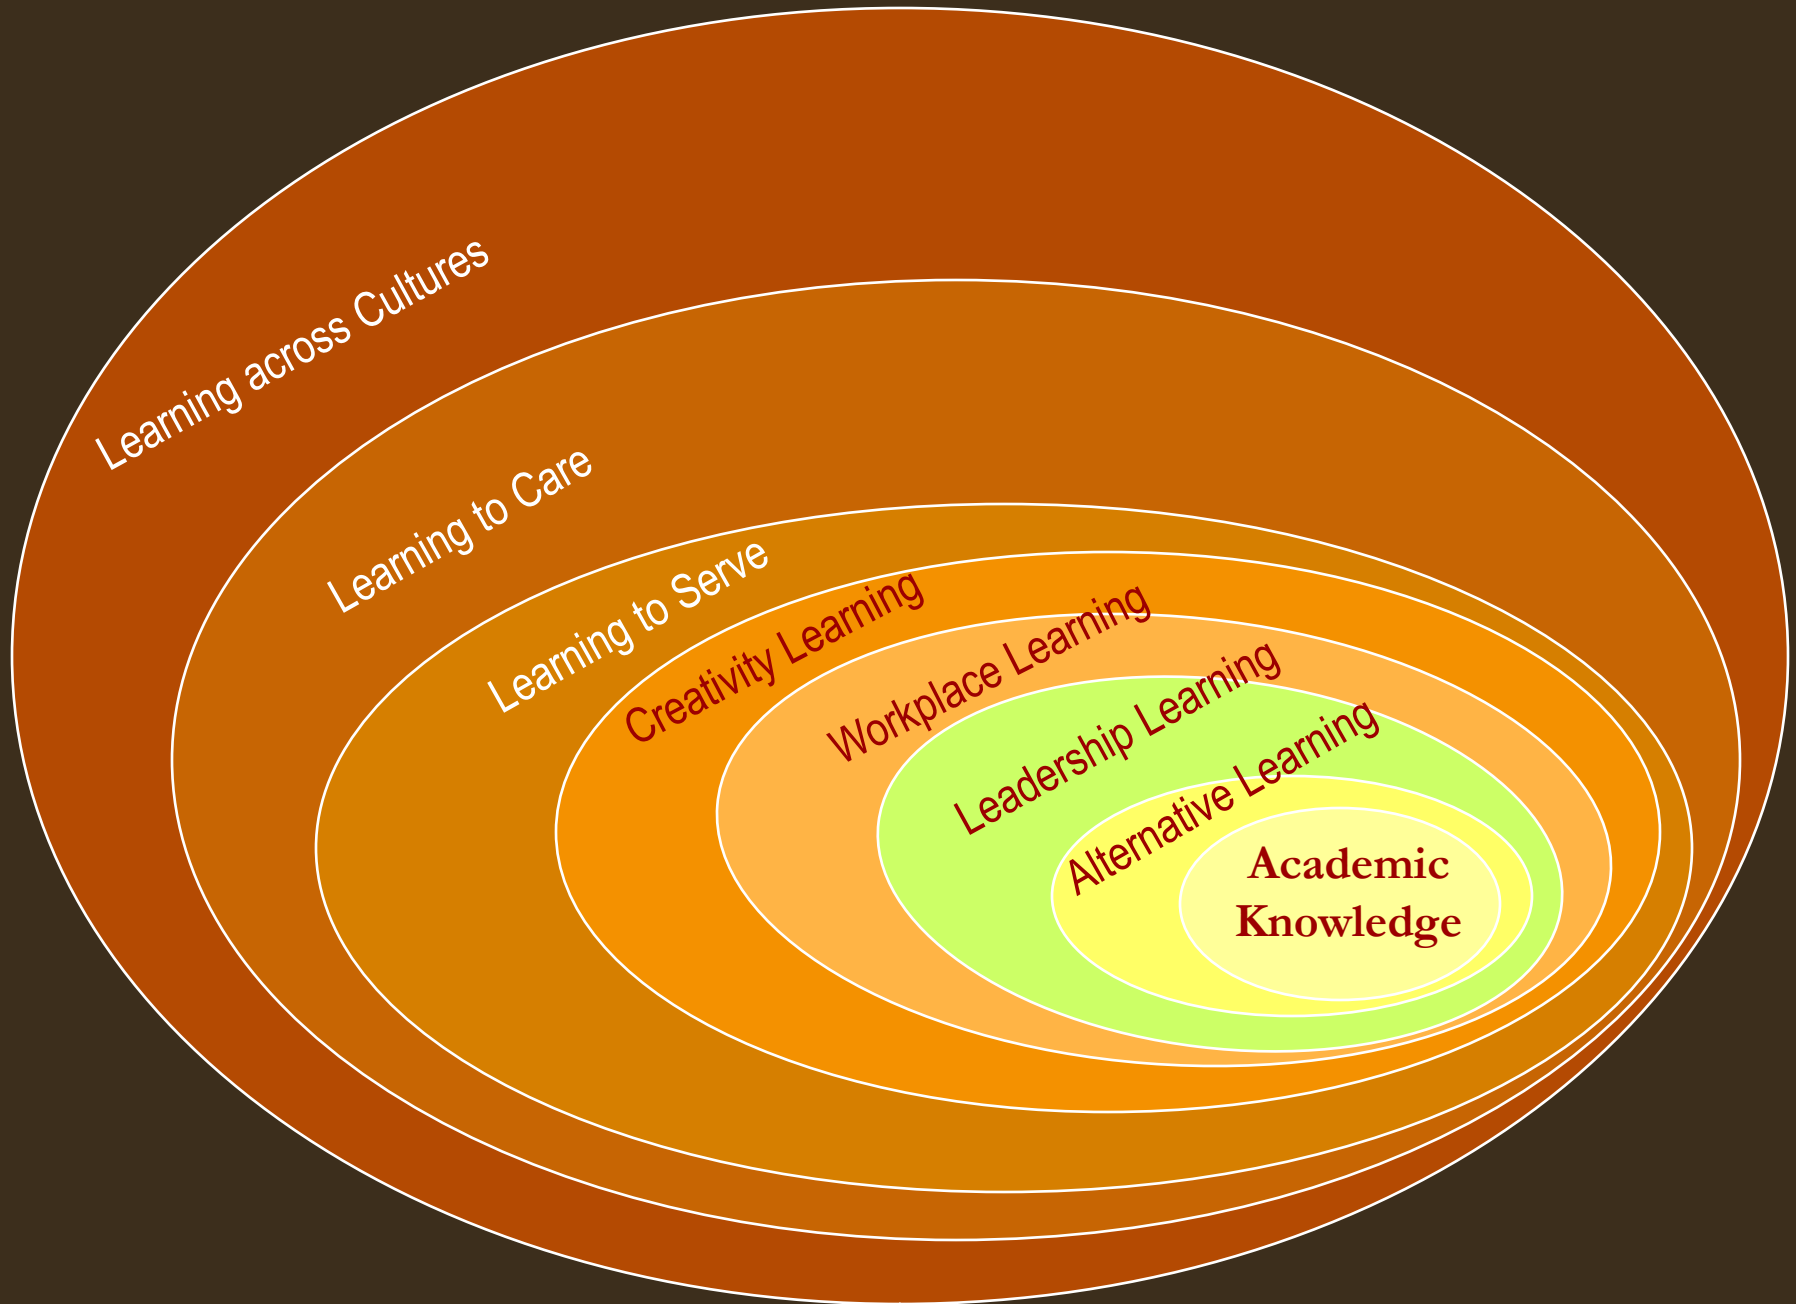 Learning across Cultures
Learning to Care
Learning to Serve
Creativity Learning
Workplace Learning
Leadership Learning
Alternative Learning
Academic
Knowledge